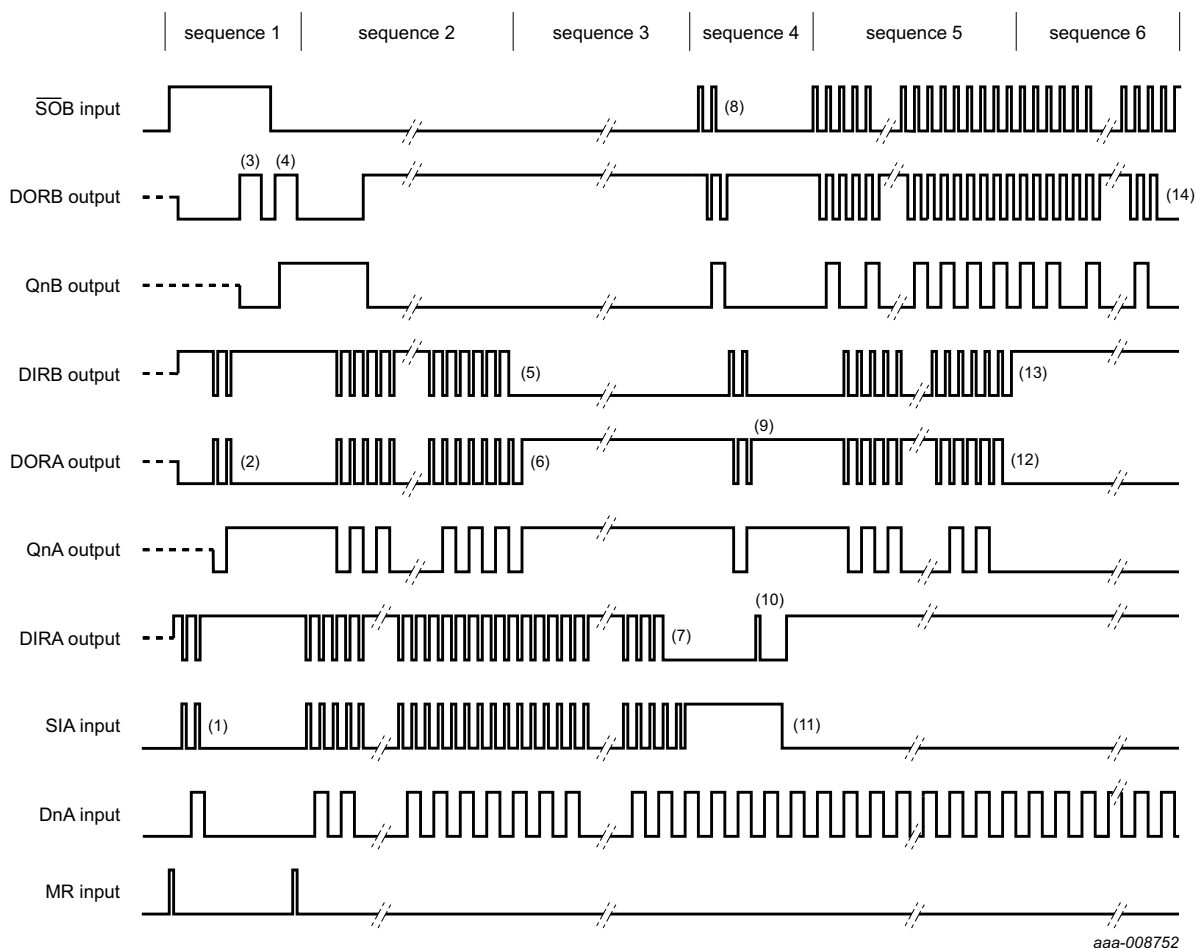 sequence 1
sequence 2
sequence 3
sequence 4
sequence 5
sequence 6
S̅O̅B input
(8)
(3)
(4)
DORB output
(14)
QnB output
DIRB output
(5)
(13)
(9)
DORA output
(2)
(6)
(12)
QnA output
(10)
DIRA output
(7)
SIA input
(1)
(11)
DnA input
MR input
aaa-008752